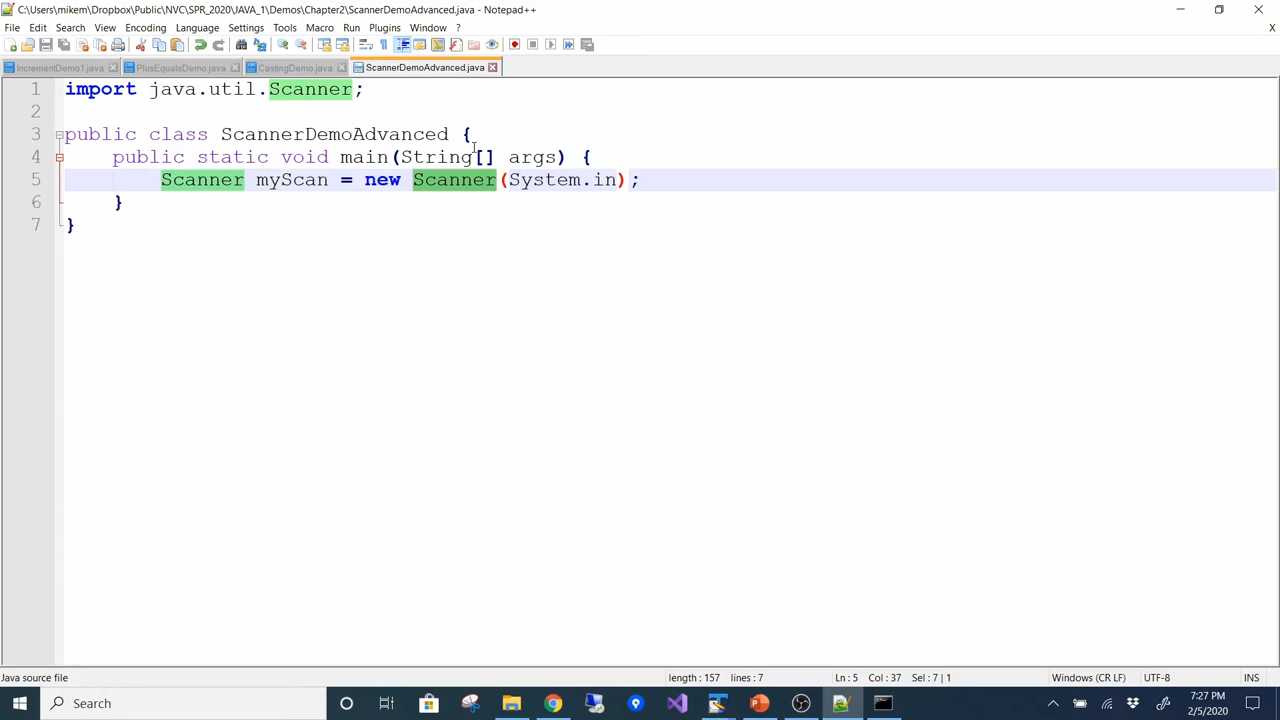 C:\Users\mikem\Dropbox\Public\NVC\SPR_2020\JAVA_1\Demos\Chapter2\ScannerDemoAdvanced.java - Notepad++
File Edit Search View Encoding Language Settings Tools Macro Run Plugins Window ? X
IncrementDemo1.java PlusEqualsDemo.java CastingDemo.java ScannerDemoAdvanced.java
1 import java.util.Scanner;
2
3 public class ScannerDemoAdvanced {
4 public static void main(String[] args) {
5 Scanner myScan = new Scanner(System.in);
6 }
7 }
Java source file length : 157 lines : 7 Ln : 5 Col : 37 Sel : 7 | 1 Windows (CR LF) UTF-8 INS
Search 7:27 PM
2/5/2020